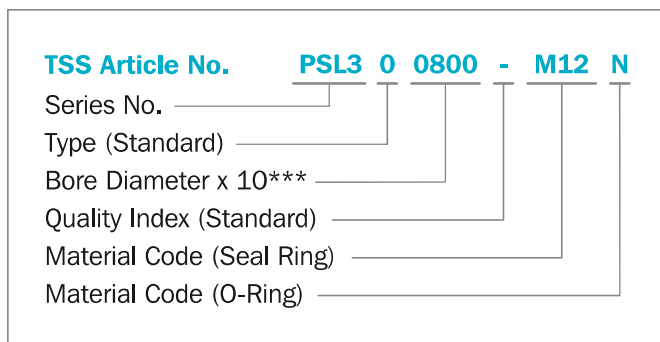 TSS Article No. PSL3 0 0800 - M12 N
Series No.
Type (Standard)
Bore Diameter x 10***
Quality Index (Standard)
Material Code (Seal Ring)
Material Code (O-Ring)